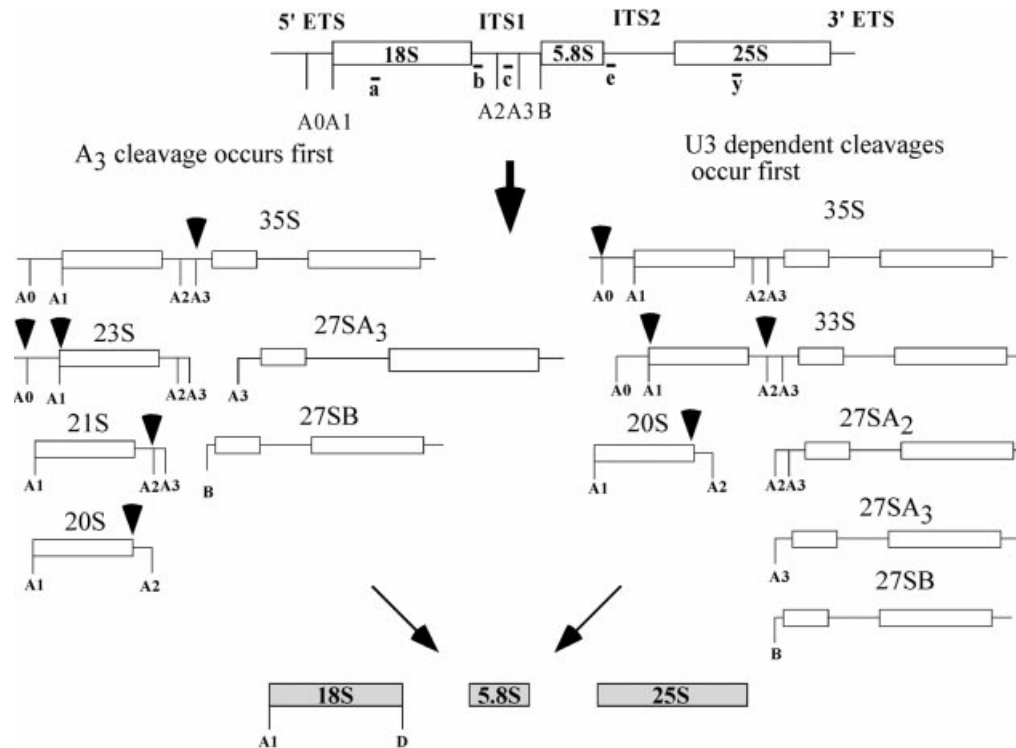 5' ETS ITS1 ITS2 3' ETS
18S 5.8S 25S
a b c e y
A0A1 A2A3B
A3 cleavage occurs first
U3 dependent cleavages
occur first
35S
A0 A1 A2A3
23S 27SA3
A0 A1 A2A3 A3
21S 27SB
A1 A2A3 B
20S
A1 A2
35S
A0 A1 A2A3
33S
A0 A1 A2A3
20S 27SA2
A1 A2 A2A3
27SA3
A3
27SB
B
18S 5.8S 25S
A1 D